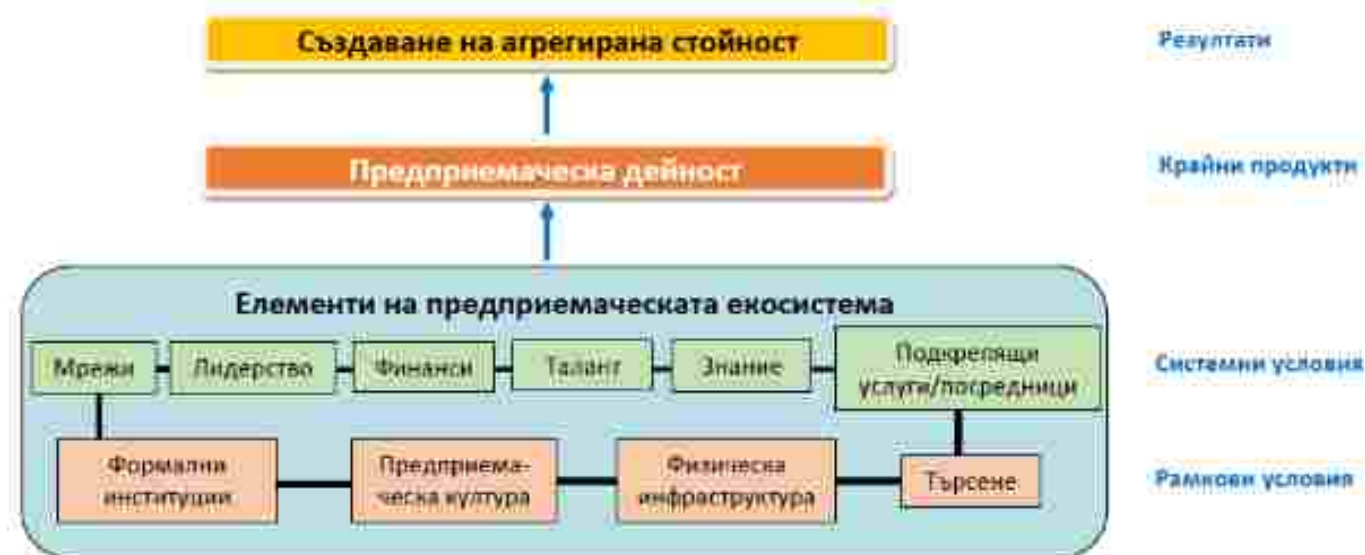 Създаване на агрегирана стойност
Резултати
Предприемаческа дейност
Крайни продукти
Елементи на предприемаческата екосистема
Мрежи
Лидерство
Финанси
Талант
Знание
Подкрепящи
услуги/посредници
Системни условия
Формални
институции
Предприема-
ческа култура
Физическа
инфраструктура
Търсене
Рамкови условия